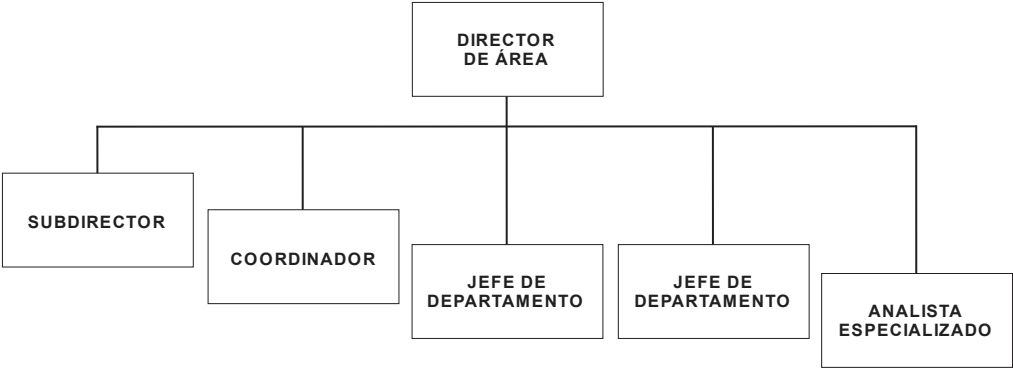 DIRECTOR
DE ÁREA
SUBDIRECTOR
COORDINADOR
JEFE DE
DEPARTAMENTO
JEFE DE
DEPARTAMENTO
ANALISTA
ESPECIALIZADO